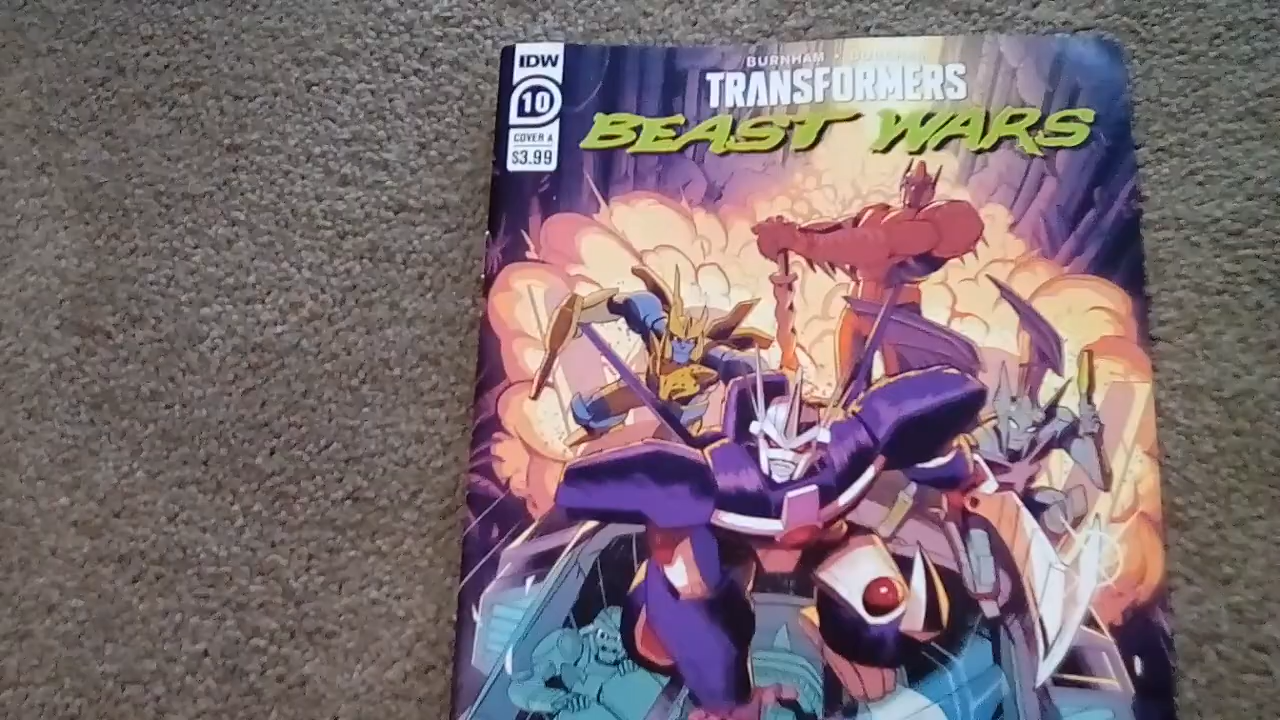 IDW
10
COVER A
$3.99
BURNHAM
TRANSFORMERS
BEAST WARS